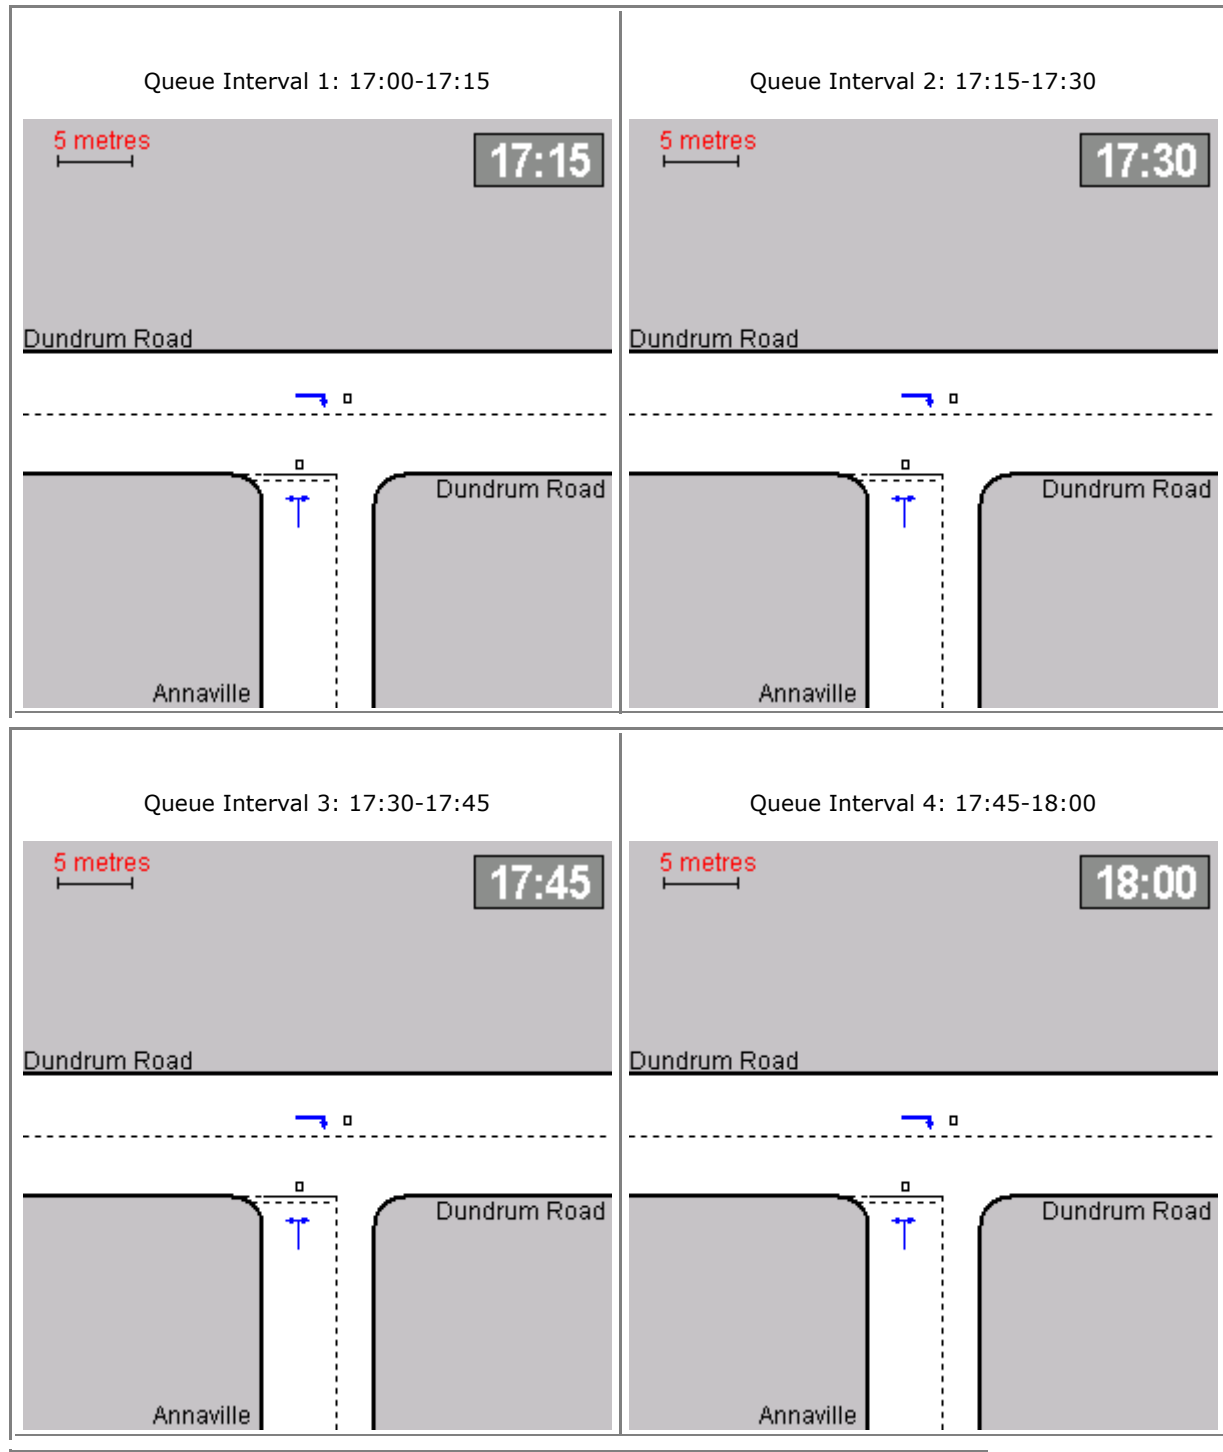 Queue Interval 1: 17:00-17:15
5 metres
17:15
Dundrum Road
Dundrum Road
Annaville
Queue Interval 2: 17:15-17:30
5 metres
17:30
Dundrum Road
Dundrum Road
Annaville
Queue Interval 3: 17:30-17:45
5 metres
17:45
Dundrum Road
Dundrum Road
Annaville
Queue Interval 4: 17:45-18:00
5 metres
18:00
Dundrum Road
Dundrum Road
Annaville